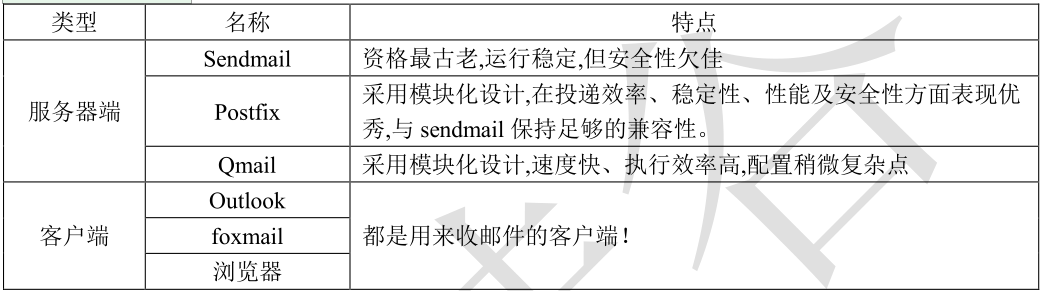 类型 名称 特点
服务器端 Sendmail 资格最古老,运行稳定,但安全性欠佳
Postfix 采用模块化设计,在投递效率、稳定性、性能及安全性方面表现优
秀,与 sendmail 保持足够的兼容性。
Qmail 采用模块化设计,速度快、执行效率高,配置稍微复杂点
客户端 Outlook 都是用来收邮件的客户端！
foxmail
浏览器